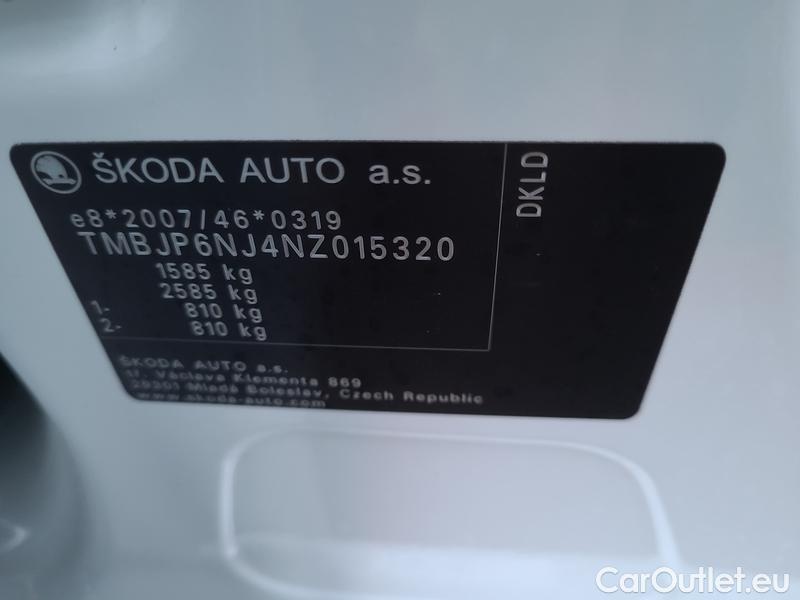 ŠKODA AUTO a.s.
DKLD
e8*2007/46*0319
TMBJP6NJ4NZ015320
1585 kg
2585 kg
1- 810 kg
2- 810 kg
ŠKODA AUTO a.s.
tř. Václava Klementa 869
29301 Mladá Boleslav, Czech Republic
www.skoda-auto.com
CarOutlet.eu